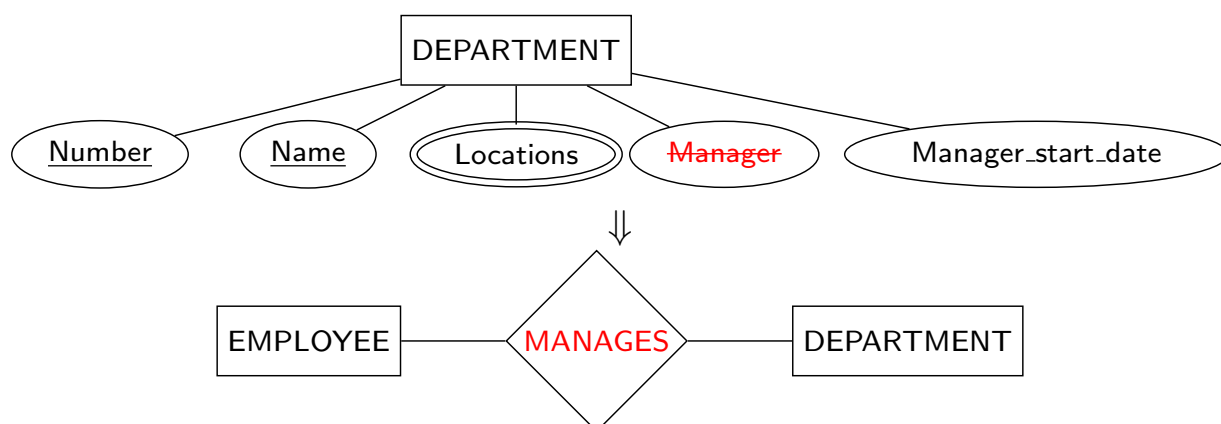 DEPARTMENT
Number Name Locations Manager Manager_start_date
⇓
EMPLOYEE MANAGES DEPARTMENT